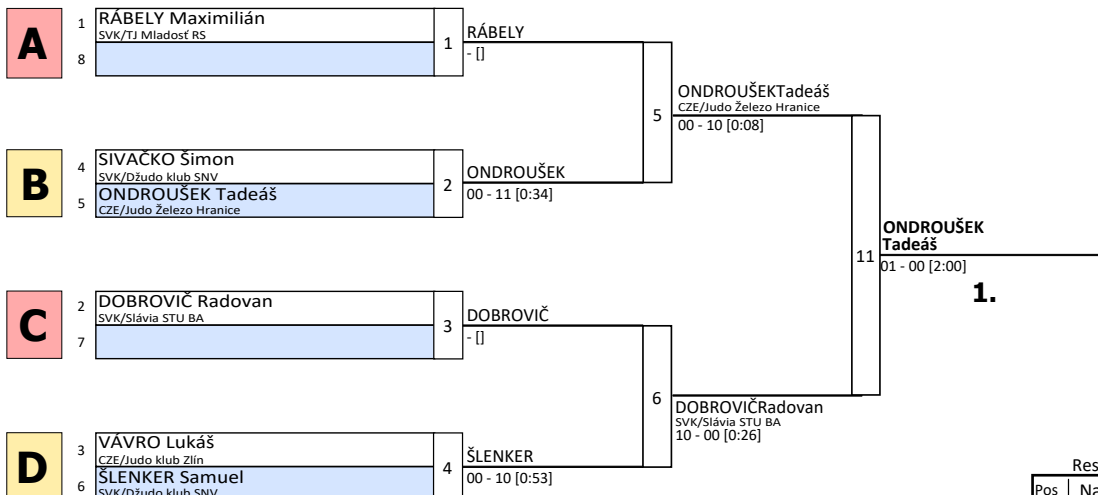 A
1
RÁBELY Maximilián
SVK/TJ Mladosť RS
8
1
RÁBELY
- []
B
4
SIVAČKO Šimon
SVK/Džudo klub SNV
5
ONDROUŠEK Tadeáš
CZE/Judo Železo Hranice
2
ONDROUŠEK
00 - 11 [0:34]
5
ONDROUŠEKTadeáš
CZE/Judo Železo Hranice
00 - 10 [0:08]
C
2
DOBROVIČ Radovan
SVK/Slávia STU BA
7
3
DOBROVIČ
- []
D
3
VÁVRO Lukáš
CZE/Judo klub Zlín
6
ŠLENKER Samuel
SVK/Džudo klub SNV
4
ŠLENKER
00 - 10 [0:53]
6
DOBROVIČRadovan
SVK/Slávia STU BA
10 - 00 [0:26]
11
ONDROUŠEK
Tadeáš
01 - 00 [2:00]
1.
Res
Pos Na